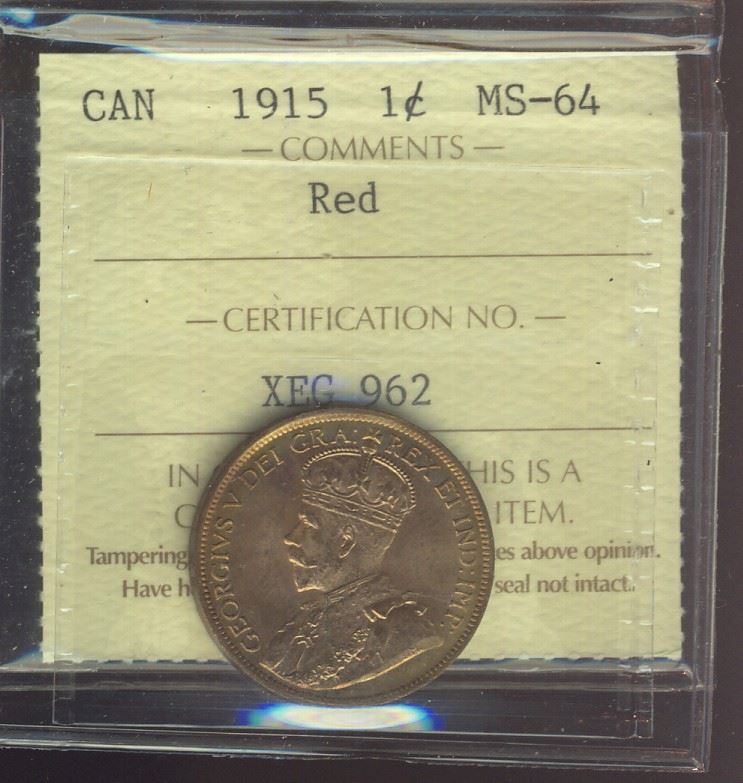 CAN 1915 1¢ MS-64
— COMMENTS —
Red
— CERTIFICATION NO. —
XEG 962
IN HIS IS A
ITEM.
Tampering es above opinion.
Have h seal not intact.
GEORGIVS V DEI GRA: REX ET IND: IMP: